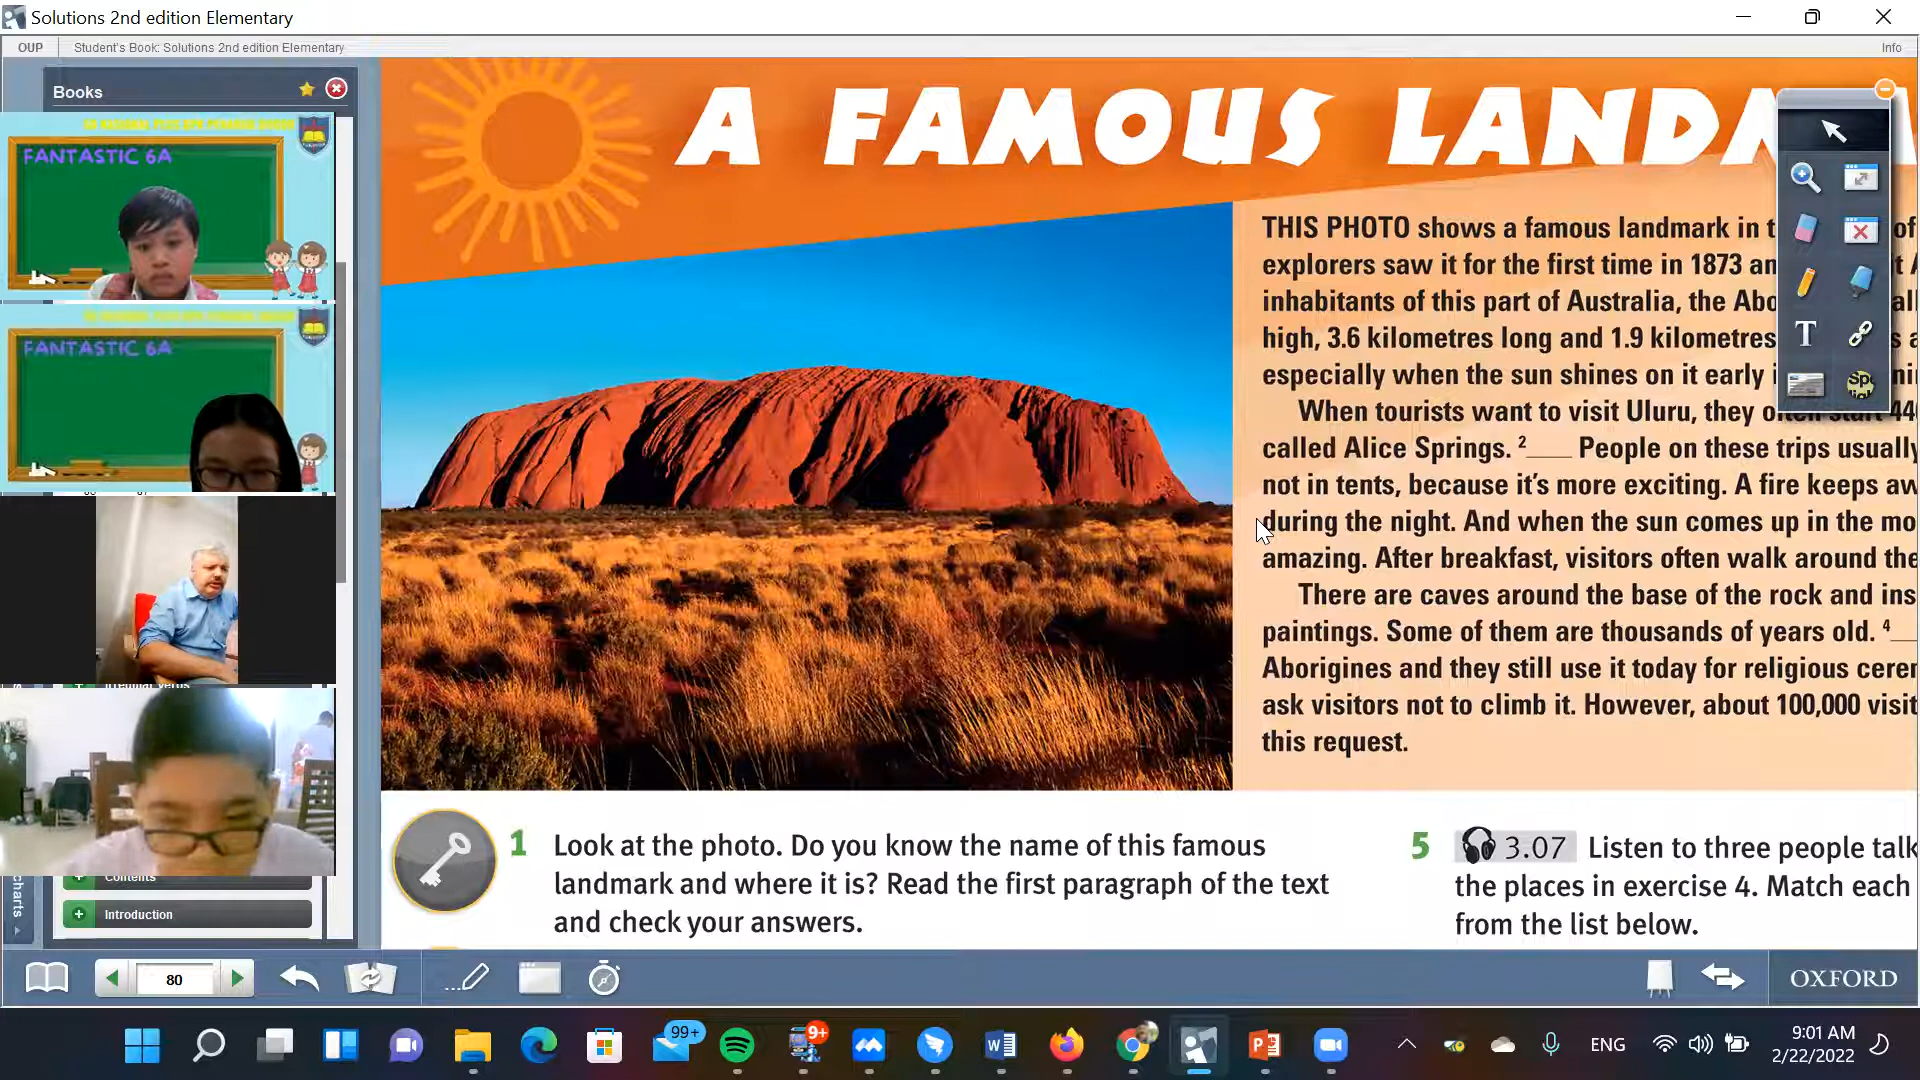 Solutions 2nd edition Elementary
OUP
Student's Book: Solutions 2nd edition Elementary
Info
Books
FANTASTIC 6A
FANTASTIC 6A
Contents
Introduction
charts
A FAMOUS
THIS PHOTO shows a famous landmark in
explorers saw it for the first time in 1873
inhabitants of this part of Australia, the
high, 3.6 kilometres long and 1.9 kilometres
especially when the sun shines on it early
When tourists want to visit Uluru, they often start
called Alice Springs. 2___ People on these trips usually
not in tents, because it's more exciting. A fire keeps
during the night. And when the sun comes up in the
amazing. After breakfast, visitors often walk around the
There are caves around the base of the rock and
paintings. Some of them are thousands of years old. 4__
Aborigines and they still use it today for religious
ask visitors not to climb it. However, about 100,000
this request.
1 Look at the photo. Do you know the name of this famous
landmark and where it is? Read the first paragraph of the text
and check your answers.
5 3.07 Listen to three people
the places in exercise 4. Match each
from the list below.
T
80
OXFORD
99+
9+
ENG
9:01 AM
2/22/2022